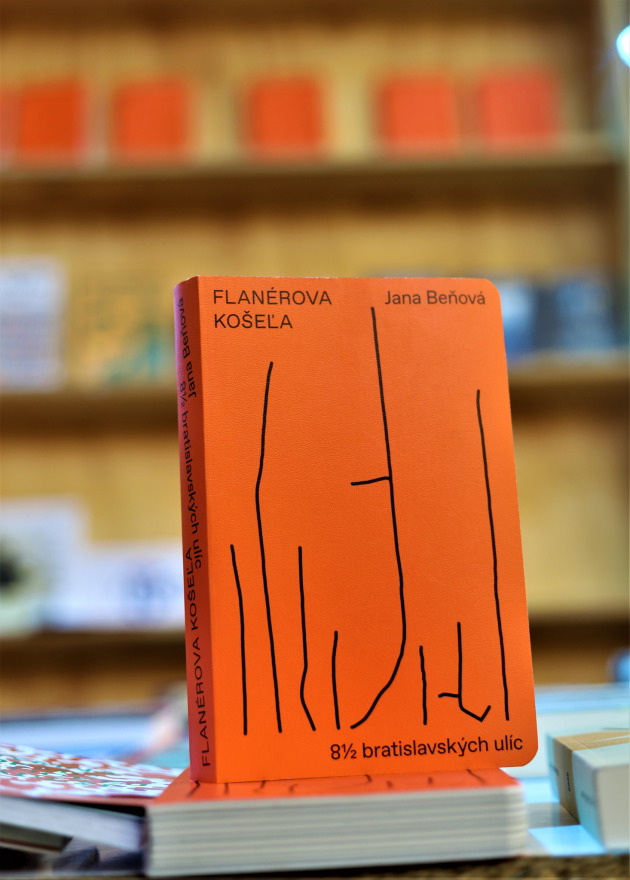 FLANÉROVA
KOŠEĽA
Jana Beňová
8½ bratislavských ulíc
FLANÉROVA KOŠEĽA
8½ bratislavských ulíc
Jana Beňová